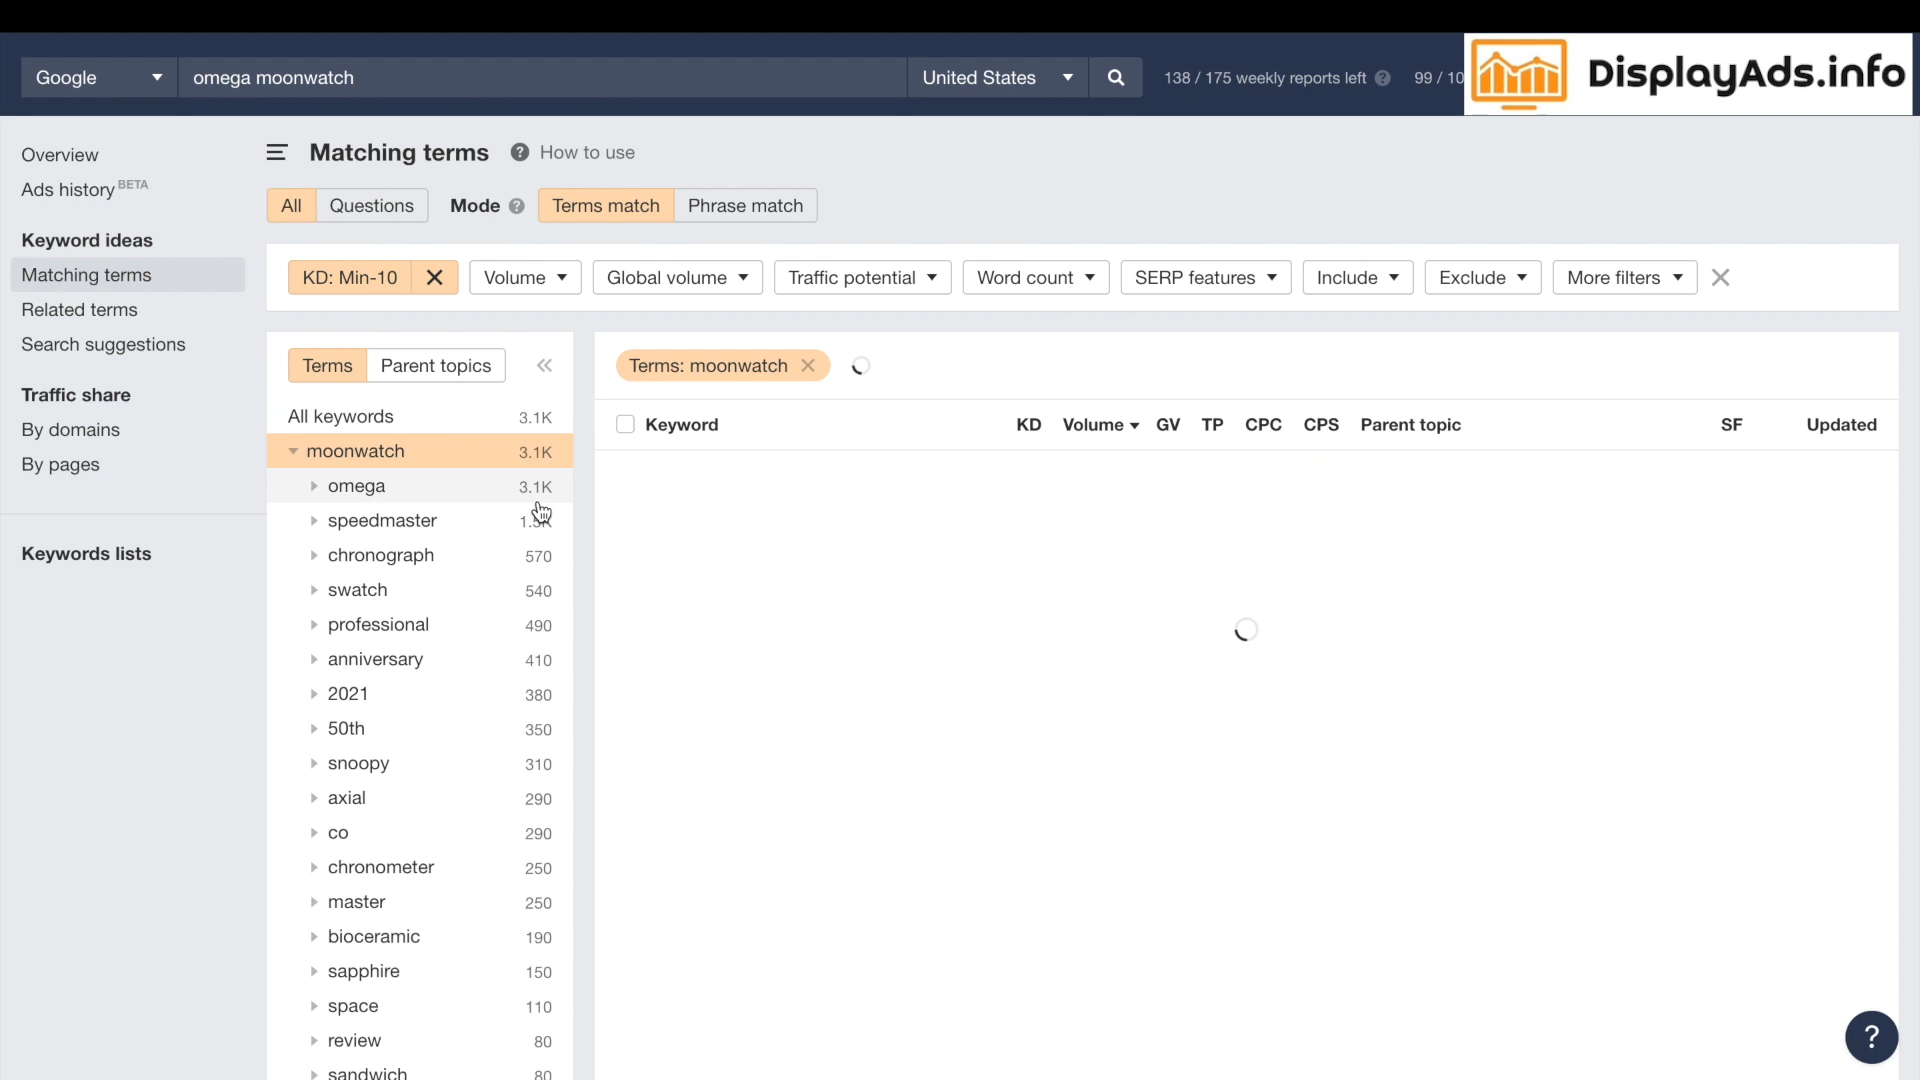 Google
omega moonwatch
United States
138 / 175 weekly reports left ?
99 / 10
DisplayAds.info
Overview
Ads history BETA
Keyword ideas
Matching terms
Related terms
Search suggestions
Traffic share
By domains
By pages
Keywords lists
Matching terms ? How to use
All Questions Mode ? Terms match Phrase match
KD: Min-10 Volume Global volume Traffic potential Word count SERP features Include Exclude More filters
Terms Parent topics
All keywords 3.1K
moonwatch 3.1K
omega 3.1K
speedmaster
chronograph 570
swatch 540
professional 490
anniversary 410
2021 380
50th 350
snoopy 310
axial 290
co 290
chronometer 250
master 250
bioceramic 190
sapphire 150
space 110
review 80
sandwich 80
Terms: moonwatch
Keyword KD Volume GV TP CPC CPS Parent topic SF Updated
?